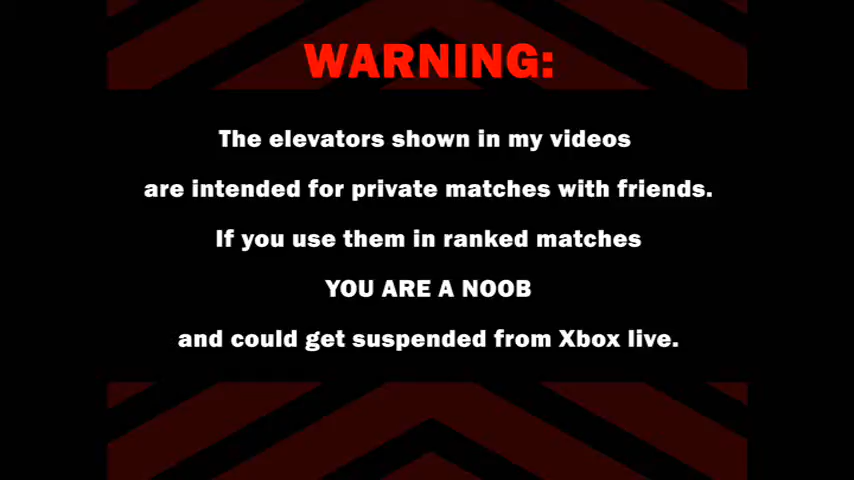 WARNING:
The elevators shown in my videos
are intended for private matches with friends.
If you use them in ranked matches
YOU ARE A NOOB
and could get suspended from Xbox live.